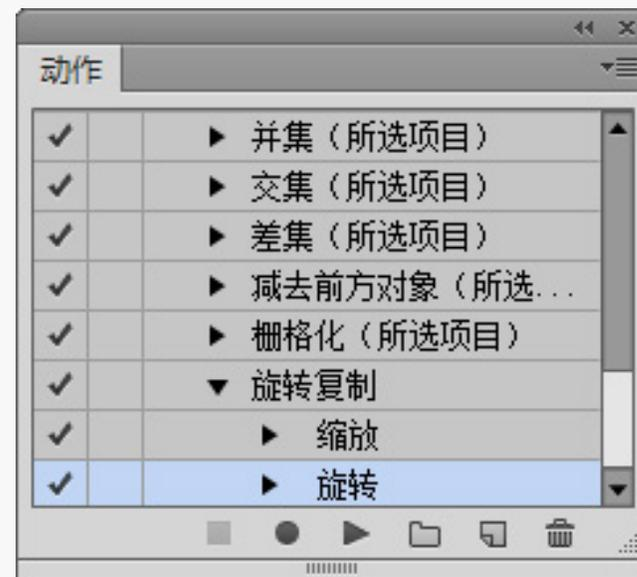 动作
并集（所选项目）
交集（所选项目）
差集（所选项目）
减去前方对象（所选...
栅格化（所选项目）
旋转复制
缩放
旋转